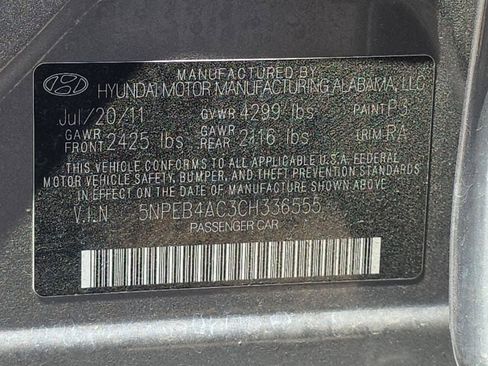 MANUFACTURED BY
HYUNDAI MOTOR MANUFACTURING ALABAMA, LLC
Jul/20/11 GVWR 4299 lbs PAINT P3
GAWR FRONT 2425 lbs GAWR REAR 2116 lbs TRIM RA
THIS VEHICLE CONFORMS TO ALL APPLICABLE U.S.A. FEDERAL
MOTOR VEHICLE SAFETY, BUMPER, AND THEFT PREVENTION STANDARDS
IN EFFECT ON THE DATE OF MANUFACTURE SHOWN ABOVE.
V.I.N 5NPEB4AC3CH336555
PASSENGER CAR